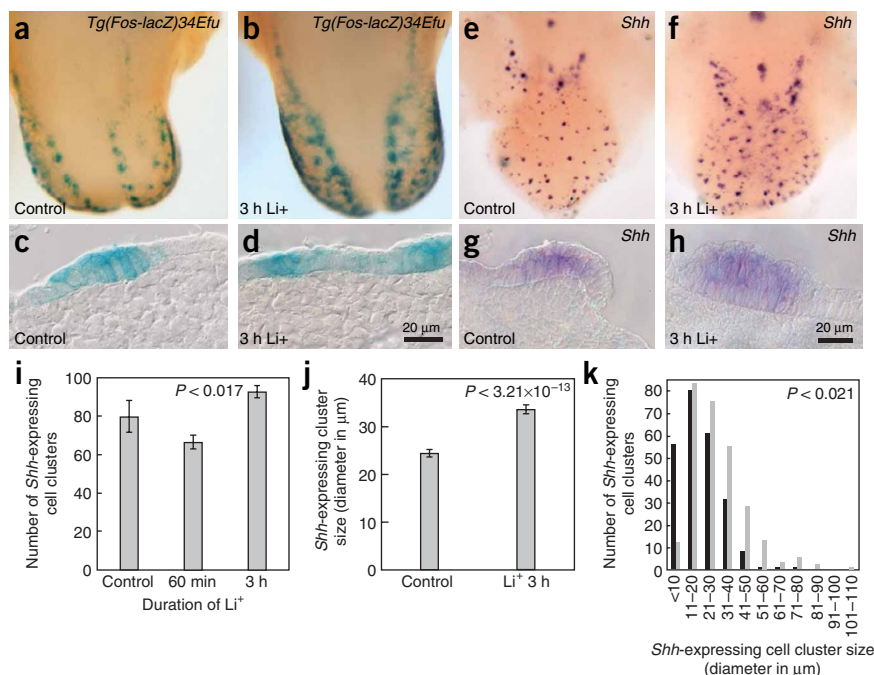 a
Tg(Fos-lacZ)34Efu
Control
b
Tg(Fos-lacZ)34Efu
3 h Li+
e
Shh
Control
f
Shh
3 h Li+
c
Control
d
3 h Li+
20 μm
g
Shh
Control
h
Shh
3 h Li+
20 μm
i
Number of Shh-expressing
cell clusters
100
80
60
40
20
0
P < 0.017
Control
60 min
3 h
Duration of Li⁺
j
Shh-expressing cluster
size (diameter in μm)
40
30
20
10
0
P < 3.21×10⁻¹³
Control
Li⁺ 3 h
k
Number of Shh-expressing
cell clusters
80
70
60
50
40
30
20
10
0
P < 0.021
<10
11–20
21–30
31–40
41–50
51–60
61–70
71–80
81–90
91–100
101–110
Shh-expressing cell cluster size
(diameter in μm)